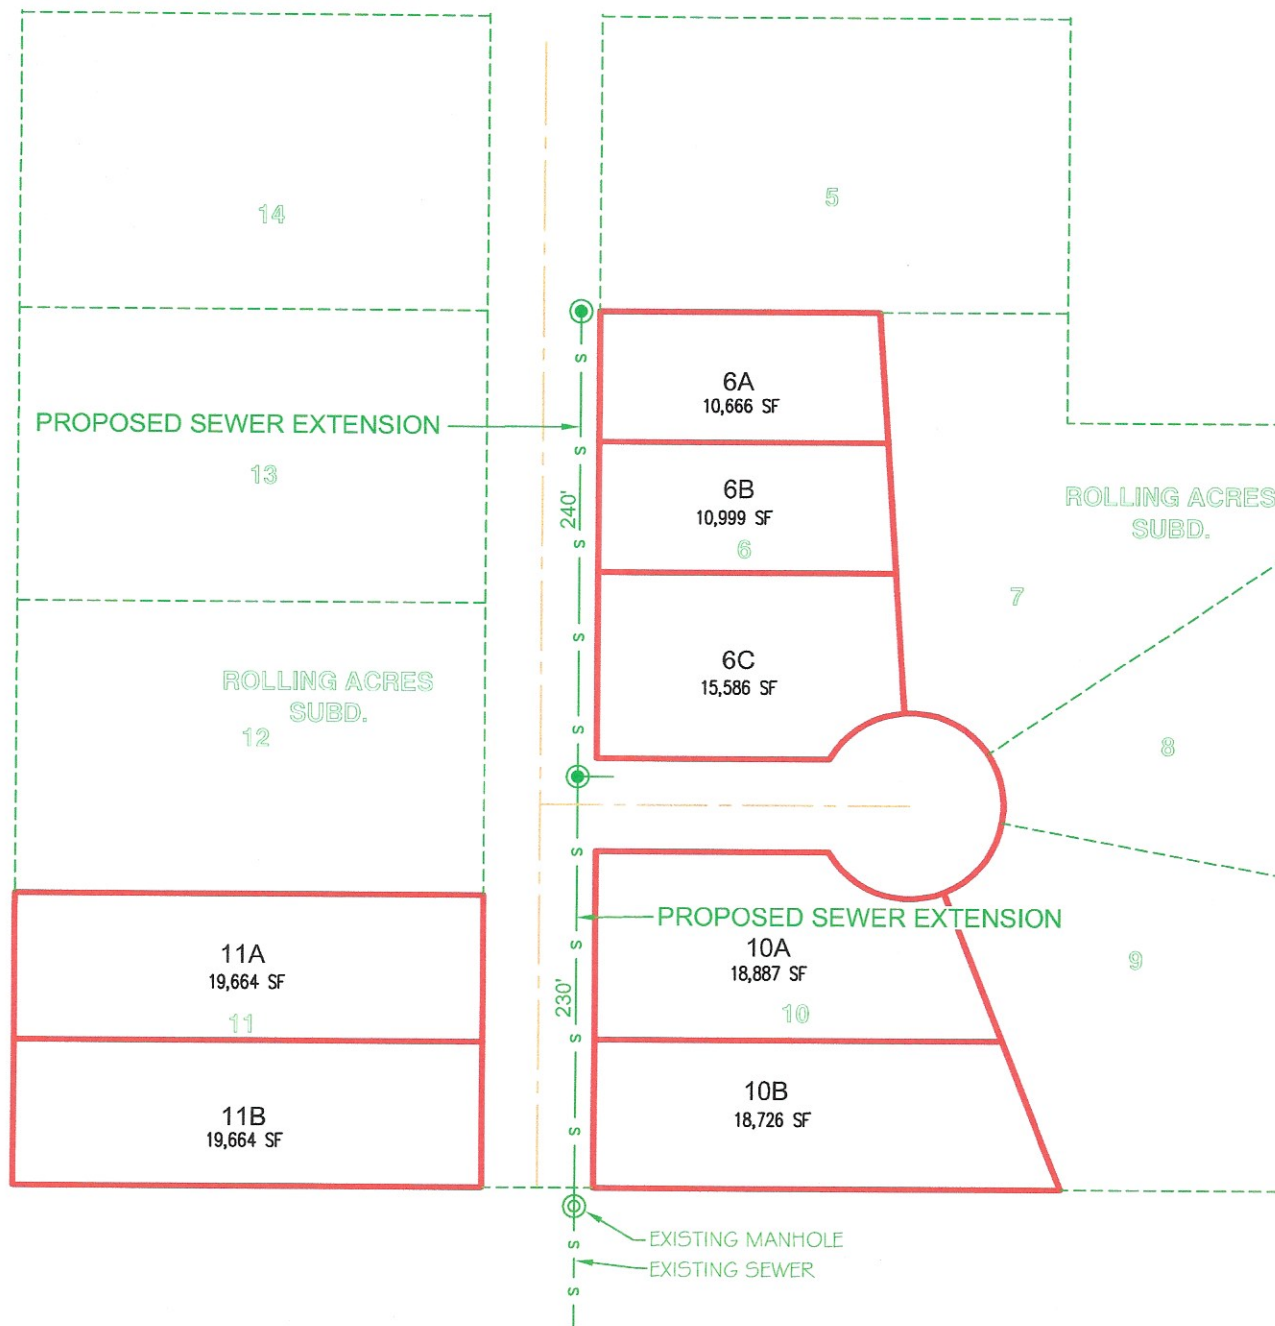 14
5
6A
10,666 SF
PROPOSED SEWER EXTENSION
S
S
13
6B
10,999 SF
240'
6
S
ROLLING ACRES
SUBD.
7
S
6C
15,586 SF
ROLLING ACRES
SUBD.
12
S
8
S
PROPOSED SEWER EXTENSION
S
11A
19,664 SF
10A
18,887 SF
9
230'
11
10
S
11B
19,664 SF
10B
18,726 SF
S
EXISTING MANHOLE
S
EXISTING SEWER
S